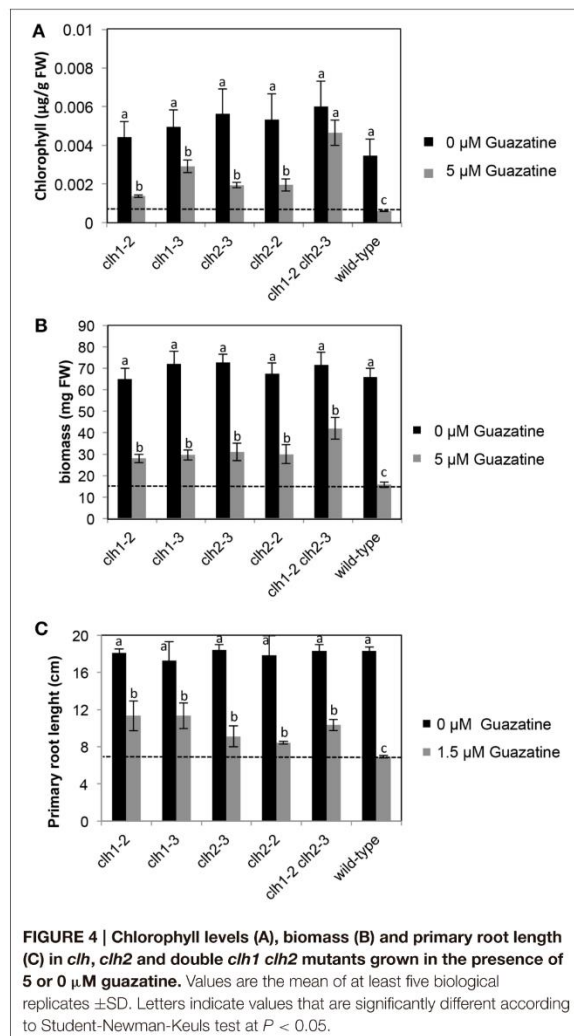 A
Chlorophyll (µg/g FW)
0.01
0.008
0.006
0.004
0.002
0
a
b
a
b
a
b
a
b
a
a
a
c
0 µM Guazatine
5 µM Guazatine
clh1-2
clh1-3
clh2-3
clh2-2
clh1-2 clh2-3
wild-type
B
biomass (mg FW)
90
80
70
60
50
40
30
20
10
0
a
b
a
b
a
b
a
b
a
b
a
c
0 µM Guazatine
5 µM Guazatine
clh1-2
clh1-3
clh2-3
clh2-2
clh1-2 clh2-3
wild-type
C
Primary root lenght (cm)
20
16
12
8
4
0
a
b
a
b
a
b
a
b
a
b
a
c
0 µM Guazatine
1.5 µM Guazatine
clh1-2
clh1-3
clh2-3
clh2-2
clh1-2 clh2-3
wild-type
FIGURE 4 | Chlorophyll levels (A), biomass (B) and primary root length
(C) in clh, clh2 and double clh1 clh2 mutants grown in the presence of
5 or 0 µM guazatine. Values are the mean of at least five biological
replicates ±SD. Letters indicate values that are significantly different according
to Student-Newman-Keuls test at P < 0.05.